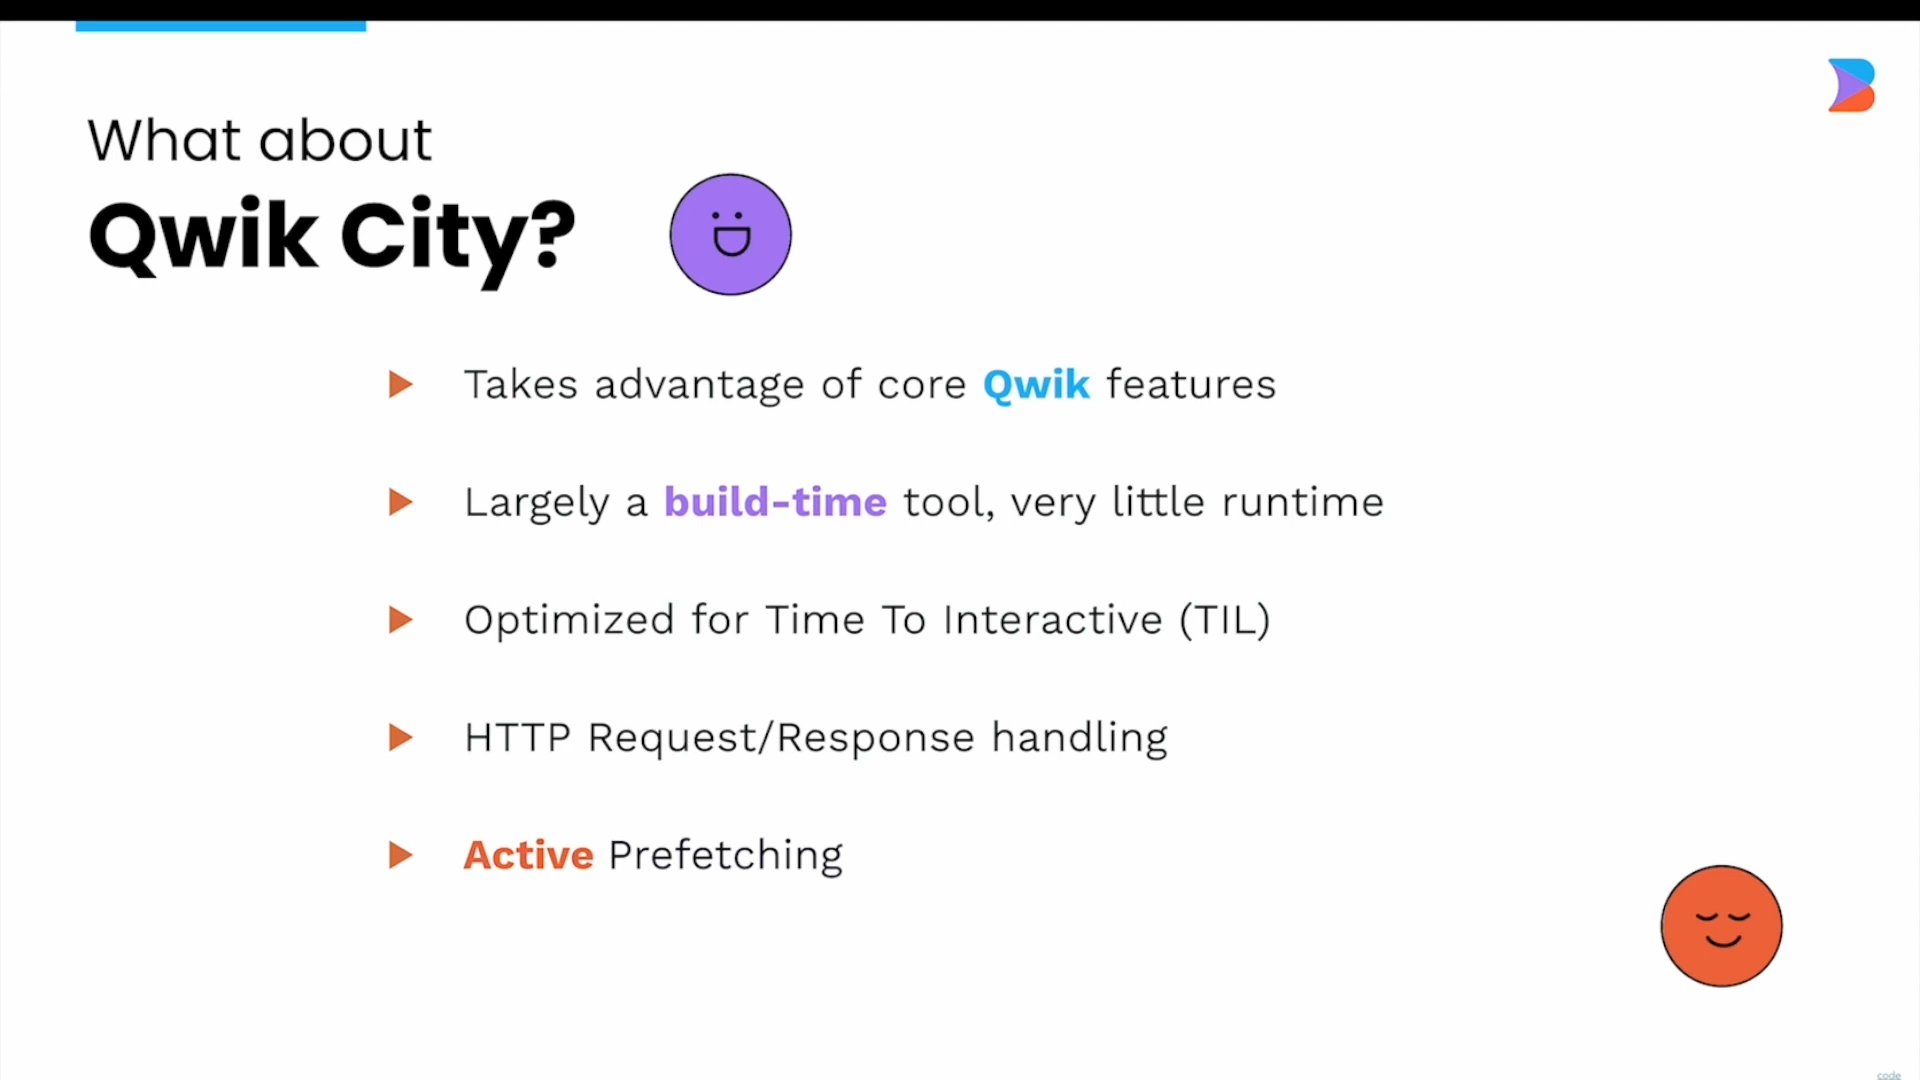 What about
Qwik City?
Takes advantage of core Qwik features
Largely a build-time tool, very little runtime
Optimized for Time To Interactive (TIL)
HTTP Request/Response handling
Active Prefetching
code